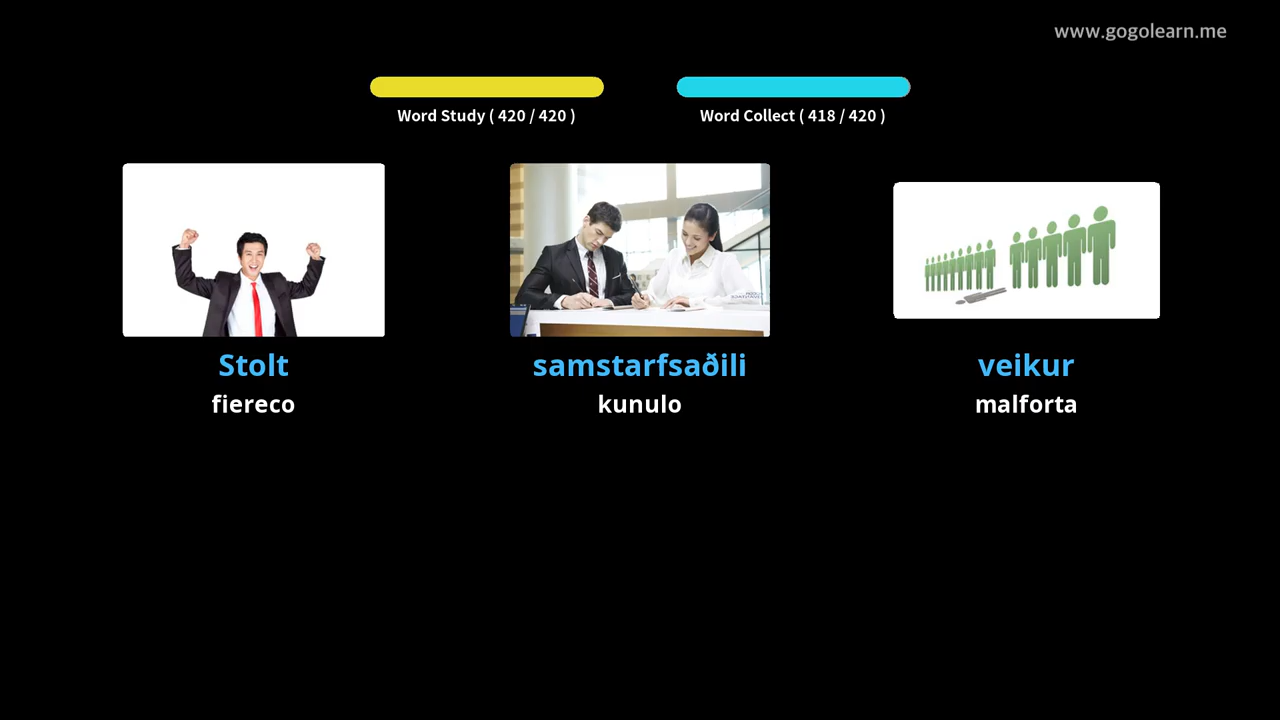 www.gogolearn.me
Word Study ( 420 / 420 )
Word Collect ( 418 / 420 )
Stolt
samstarfsaðili
veikur
fiereco
kunulo
malforta